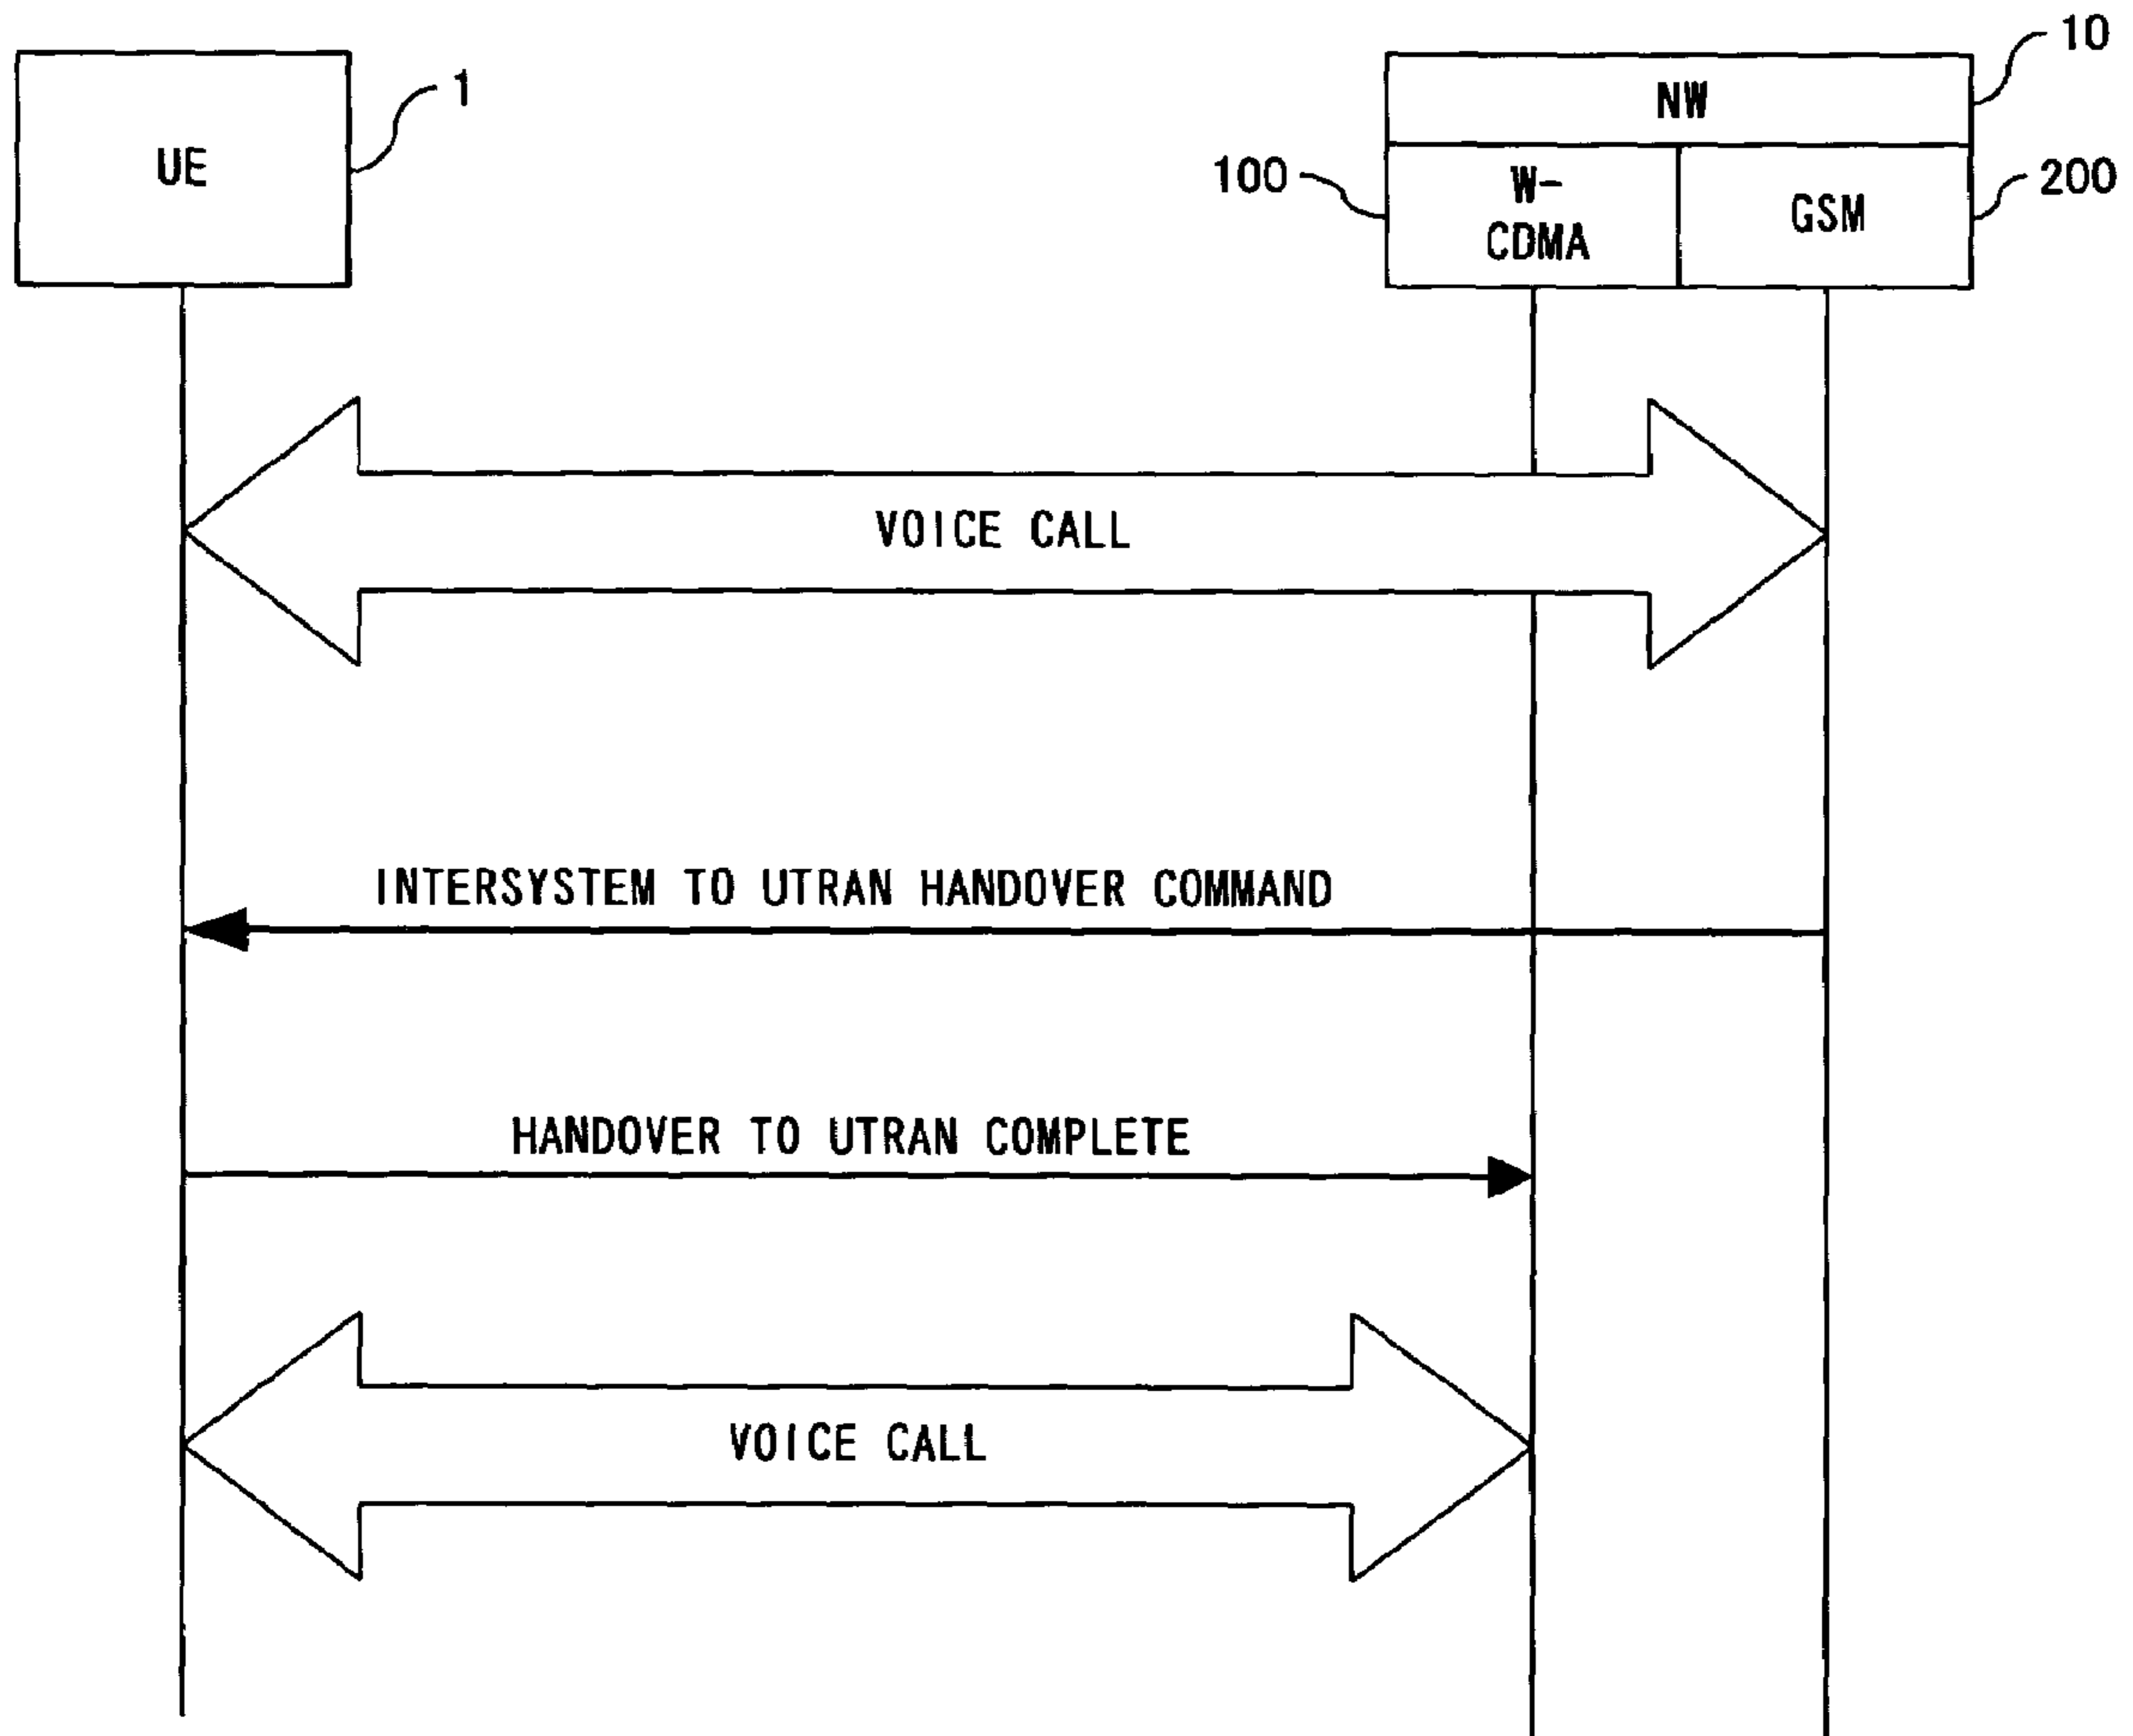 10
NW
1
UE
100
W-
CDMA
GSM
200
VOICE CALL
INTERSYSTEM TO UTRAN HANDOVER COMMAND
HANDOVER TO UTRAN COMPLETE
VOICE CALL